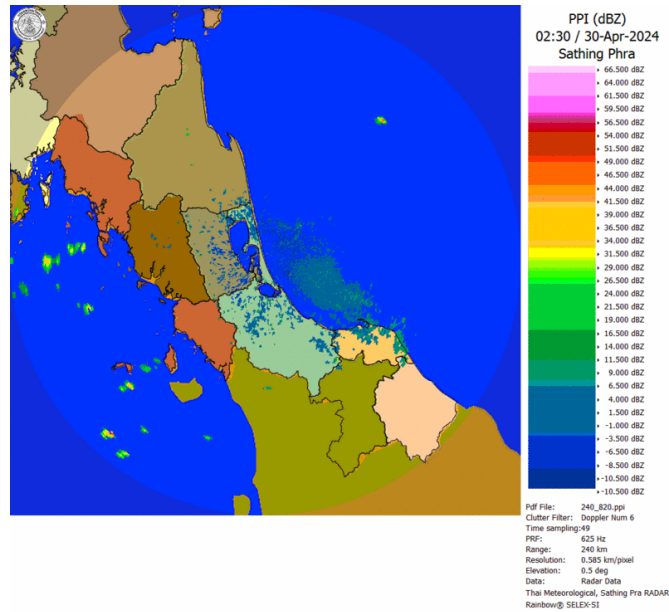 PPI (dBZ)
02:30 / 30-Apr-2024
Sathing Phra
66.500 dBZ
64.000 dBZ
61.500 dBZ
59.500 dBZ
56.500 dBZ
54.000 dBZ
51.500 dBZ
49.000 dBZ
46.500 dBZ
44.000 dBZ
41.500 dBZ
39.000 dBZ
36.500 dBZ
34.000 dBZ
31.500 dBZ
29.000 dBZ
26.500 dBZ
24.000 dBZ
21.500 dBZ
19.000 dBZ
16.500 dBZ
14.000 dBZ
11.500 dBZ
9.000 dBZ
6.500 dBZ
4.000 dBZ
1.500 dBZ
-1.000 dBZ
-3.500 dBZ
-6.500 dBZ
-8.500 dBZ
-10.500 dBZ
-10.500 dBZ
Pdf File: 240_820.ppi
Clutter Filter: Doppler Num 6
Time sampling:49
PRF: 625 Hz
Range: 240 km
Resolution: 0.585 km/pixel
Elevation: 0.5 deg
Data: Radar Data
Thai Meteorological, Sathing Pra RADAR
Rainbow® SELEX-SI